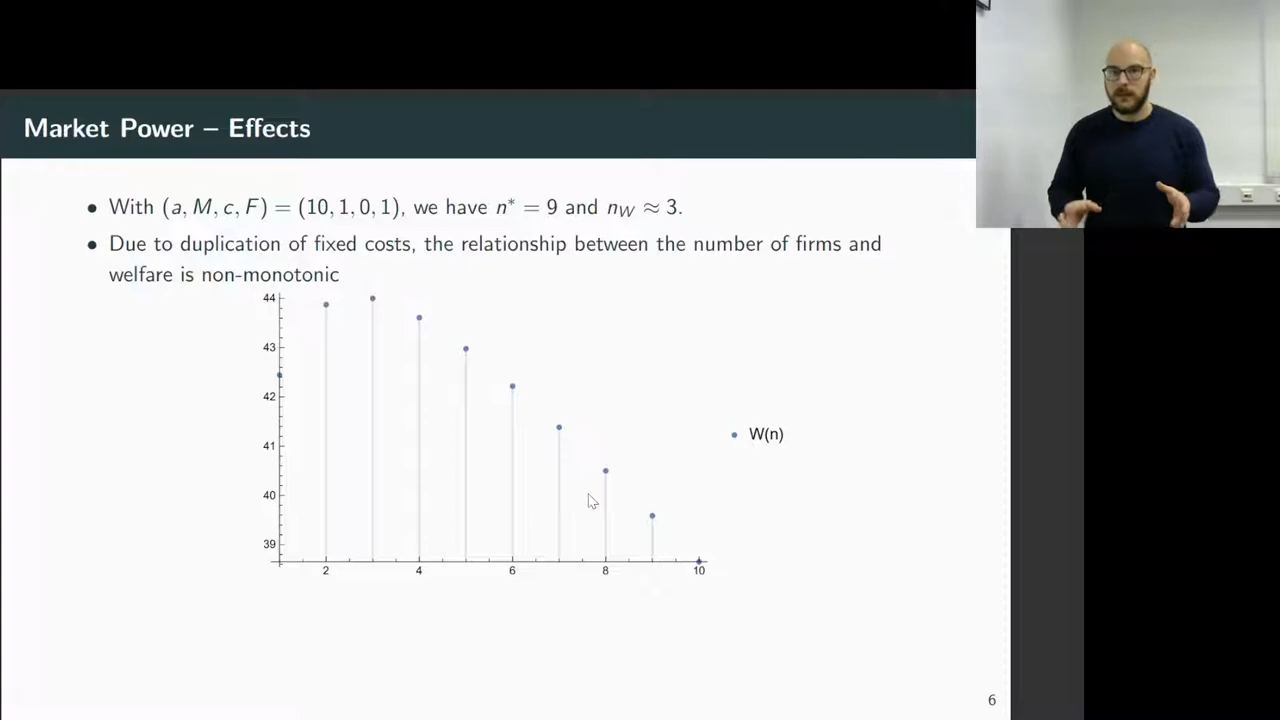 Market Power – Effects
• With (a, M, c, F) = (10, 1, 0, 1), we have n* = 9 and n_W ≈ 3.
• Due to duplication of fixed costs, the relationship between the number of firms and
welfare is non-monotonic
44
43
42
41
40
39
2 4 6 8 10
W(n)
6